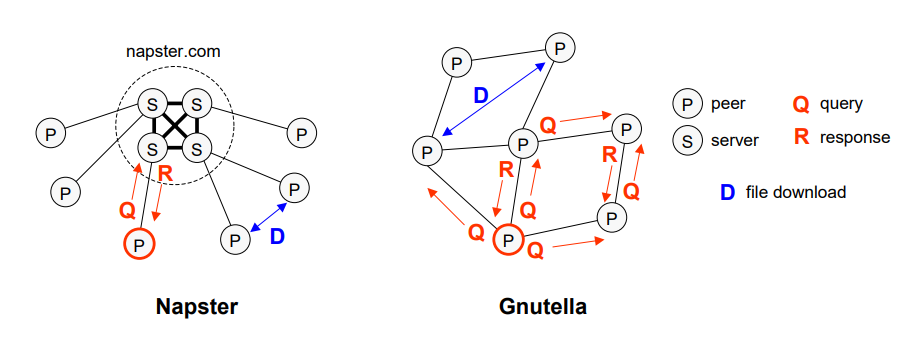 napster.com
S S
P P
S S
R
P P
Q
P P D
Napster
P P
D
Q P
P P
R R
Q Q
P
Q P Q
Gnutella
P peer Q query
S server R response
D file download